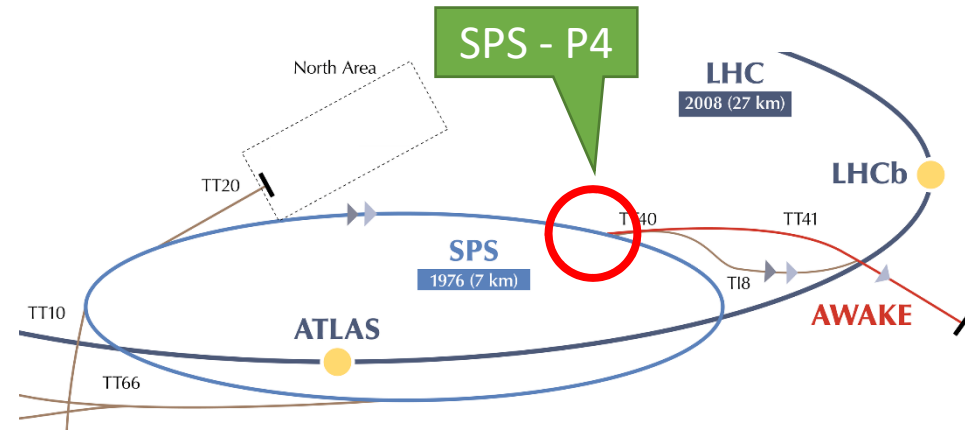 SPS - P4
North Area
LHC
2008 (27 km)
LHCb
TT20
TT40
TT41
SPS
1976 (7 km)
TI8
TT10
ATLAS
AWAKE
TT66